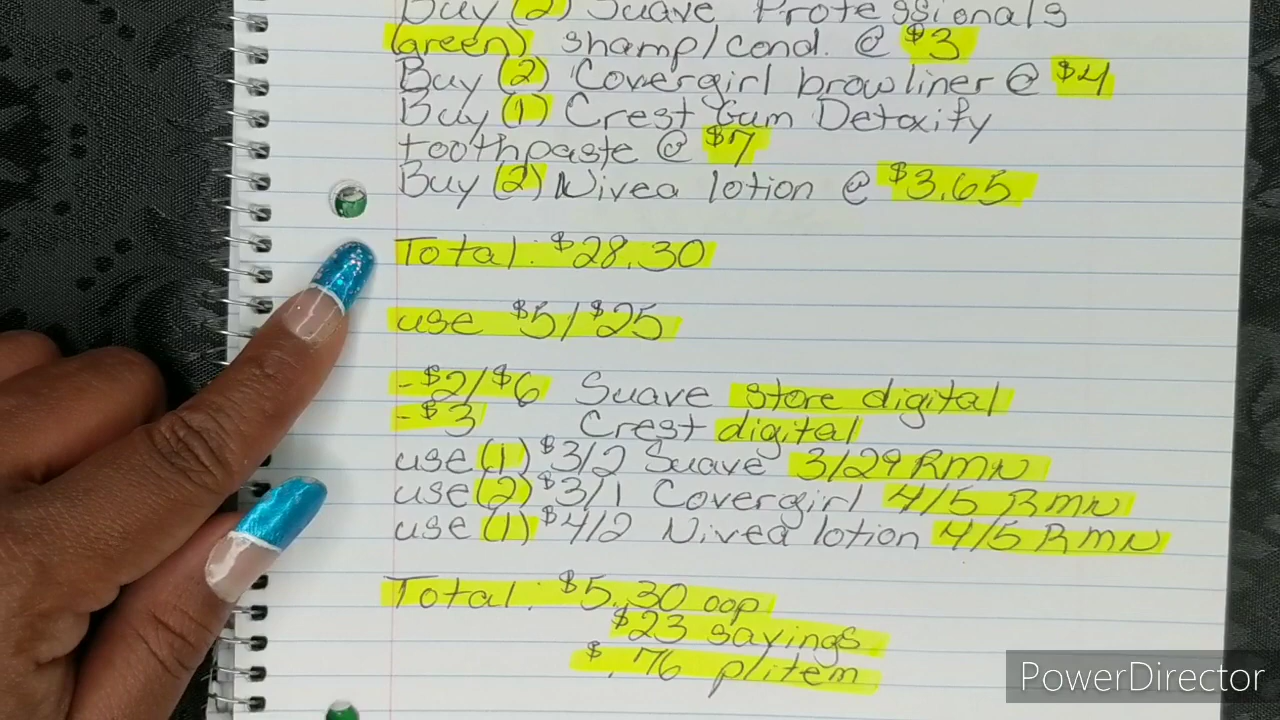 Buy (2) Suave Professionals
(green) shamp/cond. @ $3
Buy (2) Covergirl browliner @ $4
Buy (1) Crest Gum Detoxify
toothpaste @ $7
Buy (2) Nivea lotion @ $3.65
Total: $28.30
use $5/$25
-$2/$6 Suave store digital
-$3 Crest digital
use (1) $3/2 Suave 3/29 RMN
use (2) $3/1 Covergirl 4/5 RMN
use (1) $4/2 Nivea lotion 4/5 RMN
Total: $5.30 oop
$23 savings
$.76 p/item
PowerDirector